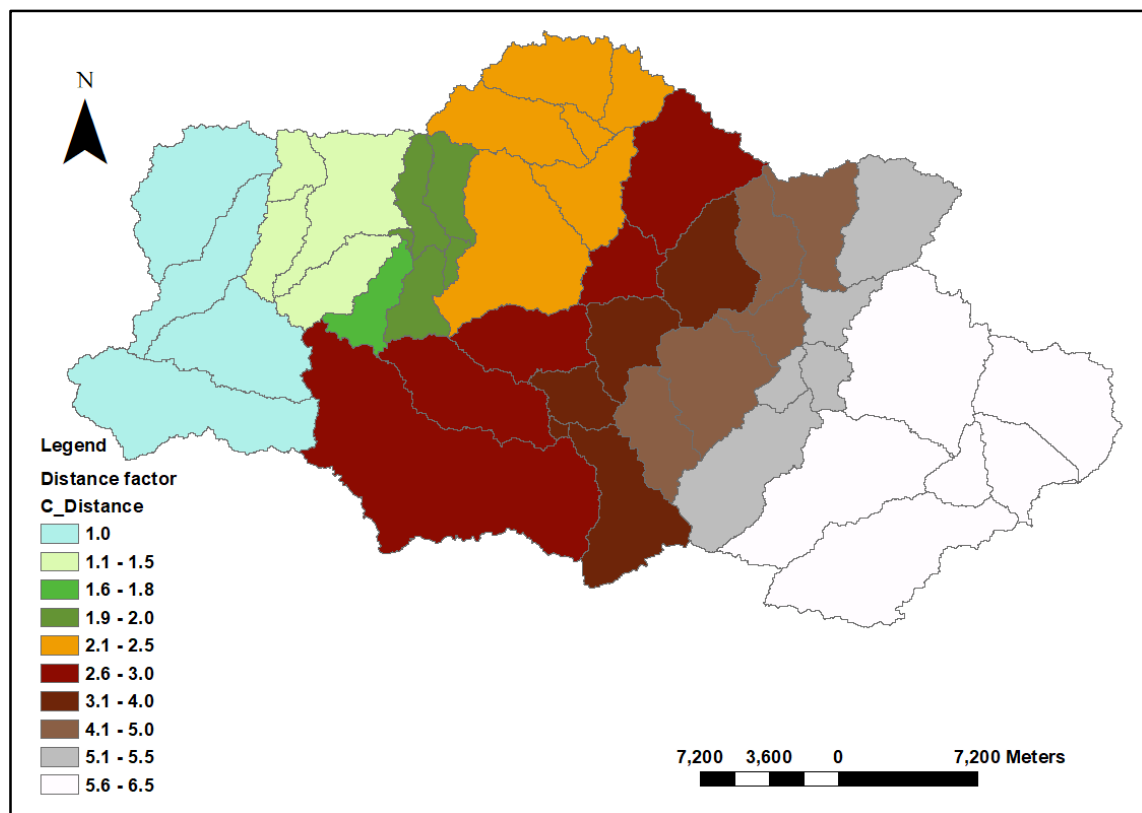 N
Legend
Distance factor
C_Distance
1.0
1.1 - 1.5
1.6 - 1.8
1.9 - 2.0
2.1 - 2.5
2.6 - 3.0
3.1 - 4.0
4.1 - 5.0
5.1 - 5.5
5.6 - 6.5
7,200 3,600 0 7,200 Meters